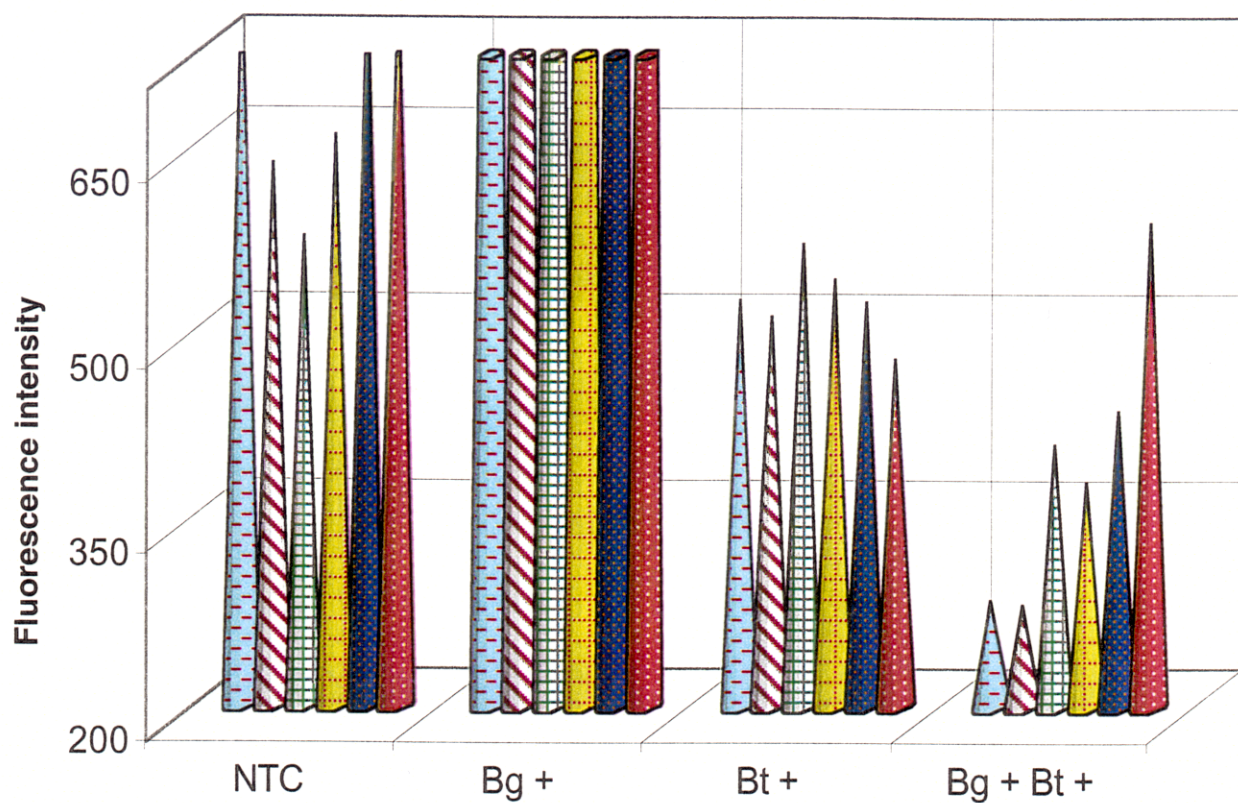 Fluorescence intensity
650
500
350
200
NTC
Bg +
Bt +
Bg + Bt +